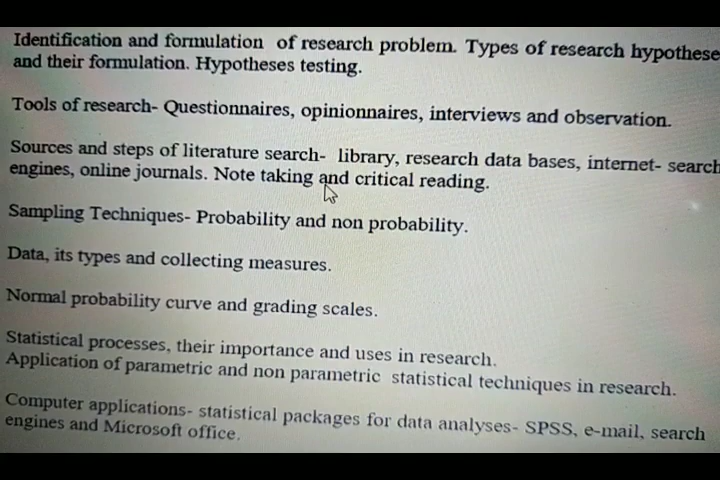 Identification and formulation of research problem. Types of research hypothese
and their formulation. Hypotheses testing.
Tools of research- Questionnaires, opinionnaires, interviews and observation.
Sources and steps of literature search- library, research data bases, internet- search
engines, online journals. Note taking and critical reading.
Sampling Techniques- Probability and non probability.
Data, its types and collecting measures.
Normal probability curve and grading scales.
Statistical processes, their importance and uses in research.
Application of parametric and non parametric statistical techniques in research.
Computer applications- statistical packages for data analyses- SPSS, e-mail, search
engines and Microsoft office.